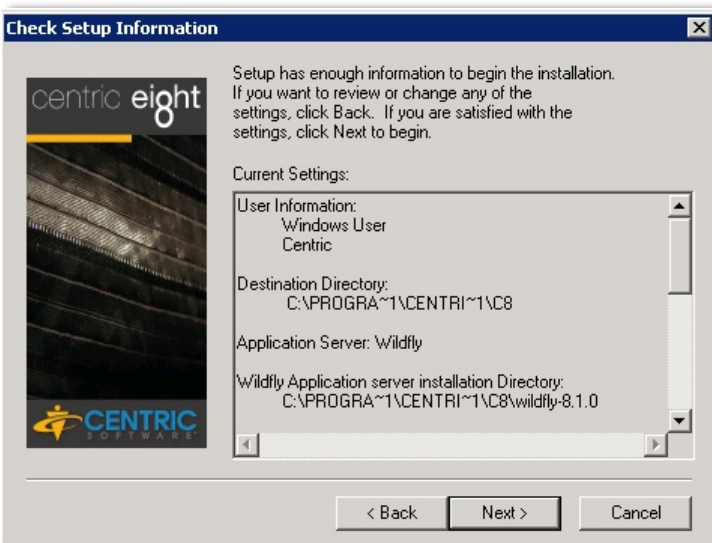 Check Setup Information
centric eight
Setup has enough information to begin the installation.
If you want to review or change any of the
settings, click Back. If you are satisfied with the
settings, click Next to begin.
Current Settings:
User Information:
Windows User
Centric
Destination Directory:
C:\PROGRA~1\CENTRI~1\C8
Application Server: Wildfly
Wildfly Application server installation Directory:
C:\PROGRA~1\CENTRI~1\C8\wildfly-8.1.0
CENTRIC
SOFTWARE
< Back
Next >
Cancel